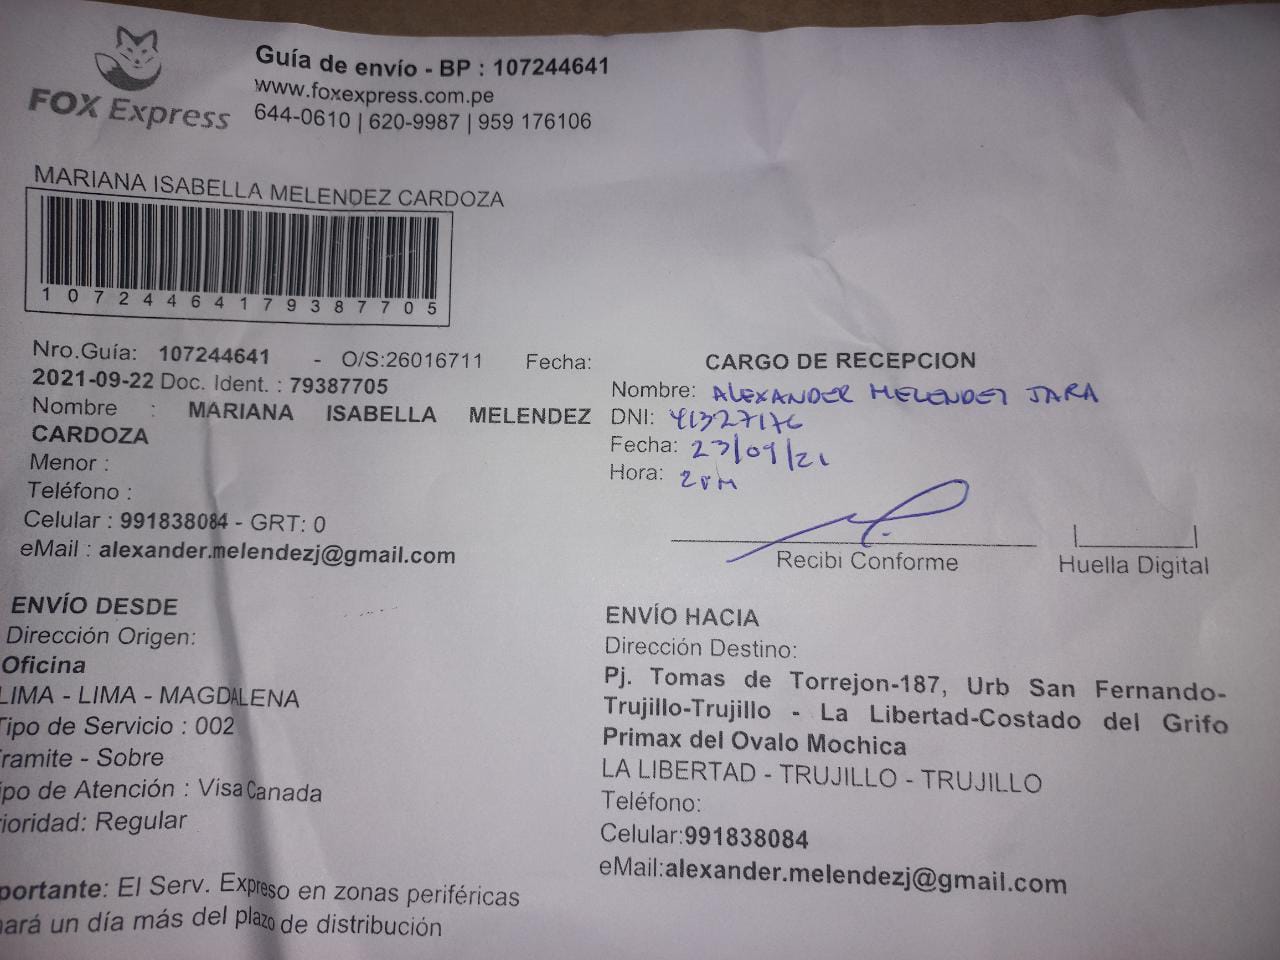 FOX Express
Guía de envío - BP : 107244641
www.foxexpress.com.pe
644-0610 | 620-9987 | 959 176106
MARIANA ISABELLA MELENDEZ CARDOZA
10724464179387705
Nro.Guía: 107244641 - O/S:26016711 Fecha:
2021-09-22 Doc. Ident. : 79387705
Nombre : MARIANA ISABELLA MELENDEZ
CARDOZA
Menor :
Teléfono :
Celular : 991838084 - GRT: 0
eMail : alexander.melendezj@gmail.com
CARGO DE RECEPCION
Nombre: ALEXANDER MELENDEZ JARA
DNI: 41327176
Fecha: 23/09/21
Hora: 2PM
Recibi Conforme
Huella Digital
ENVÍO DESDE
Dirección Origen:
Oficina
LIMA - LIMA - MAGDALENA
Tipo de Servicio : 002
ramite - Sobre
ipo de Atención : Visa Canada
ioridad: Regular
portante: El Serv. Expreso en zonas periféricas
ará un día más del plazo de distribución
ENVÍO HACIA
Dirección Destino:
Pj. Tomas de Torrejon-187, Urb San Fernando-
Trujillo-Trujillo - La Libertad-Costado del Grifo
Primax del Ovalo Mochica
LA LIBERTAD - TRUJILLO - TRUJILLO
Teléfono:
Celular:991838084
eMail:alexander.melendezj@gmail.com